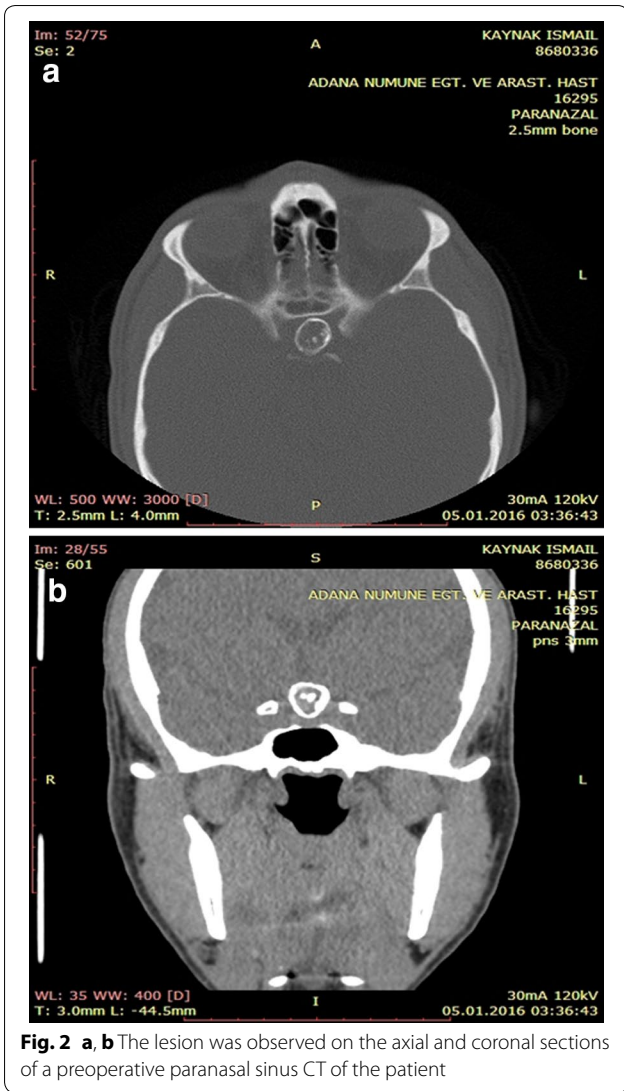 Im: 52/75
Se: 2
a
A
KAYNAK ISMAIL
8680336
ADANA NUMUNE EGT. VE ARAST. HAST
16295
PARANAZAL
2.5mm bone
R
L
WL: 500 WW: 3000 [D]
T: 2.5mm L: 4.0mm
P
30mA 120kV
05.01.2016 03:36:43
Im: 28/55
Se: 601
b
S
KAYNAK ISMAIL
8680336
ADANA NUMUNE EGT. VE ARAST. HAST
16295
PARANAZAL
pns 3mm
R
L
WL: 35 WW: 400 [D]
T: 3.0mm L: -44.5mm
I
30mA 120kV
05.01.2016 03:36:43
Fig. 2 a, b The lesion was observed on the axial and coronal sections
of a preoperative paranasal sinus CT of the patient